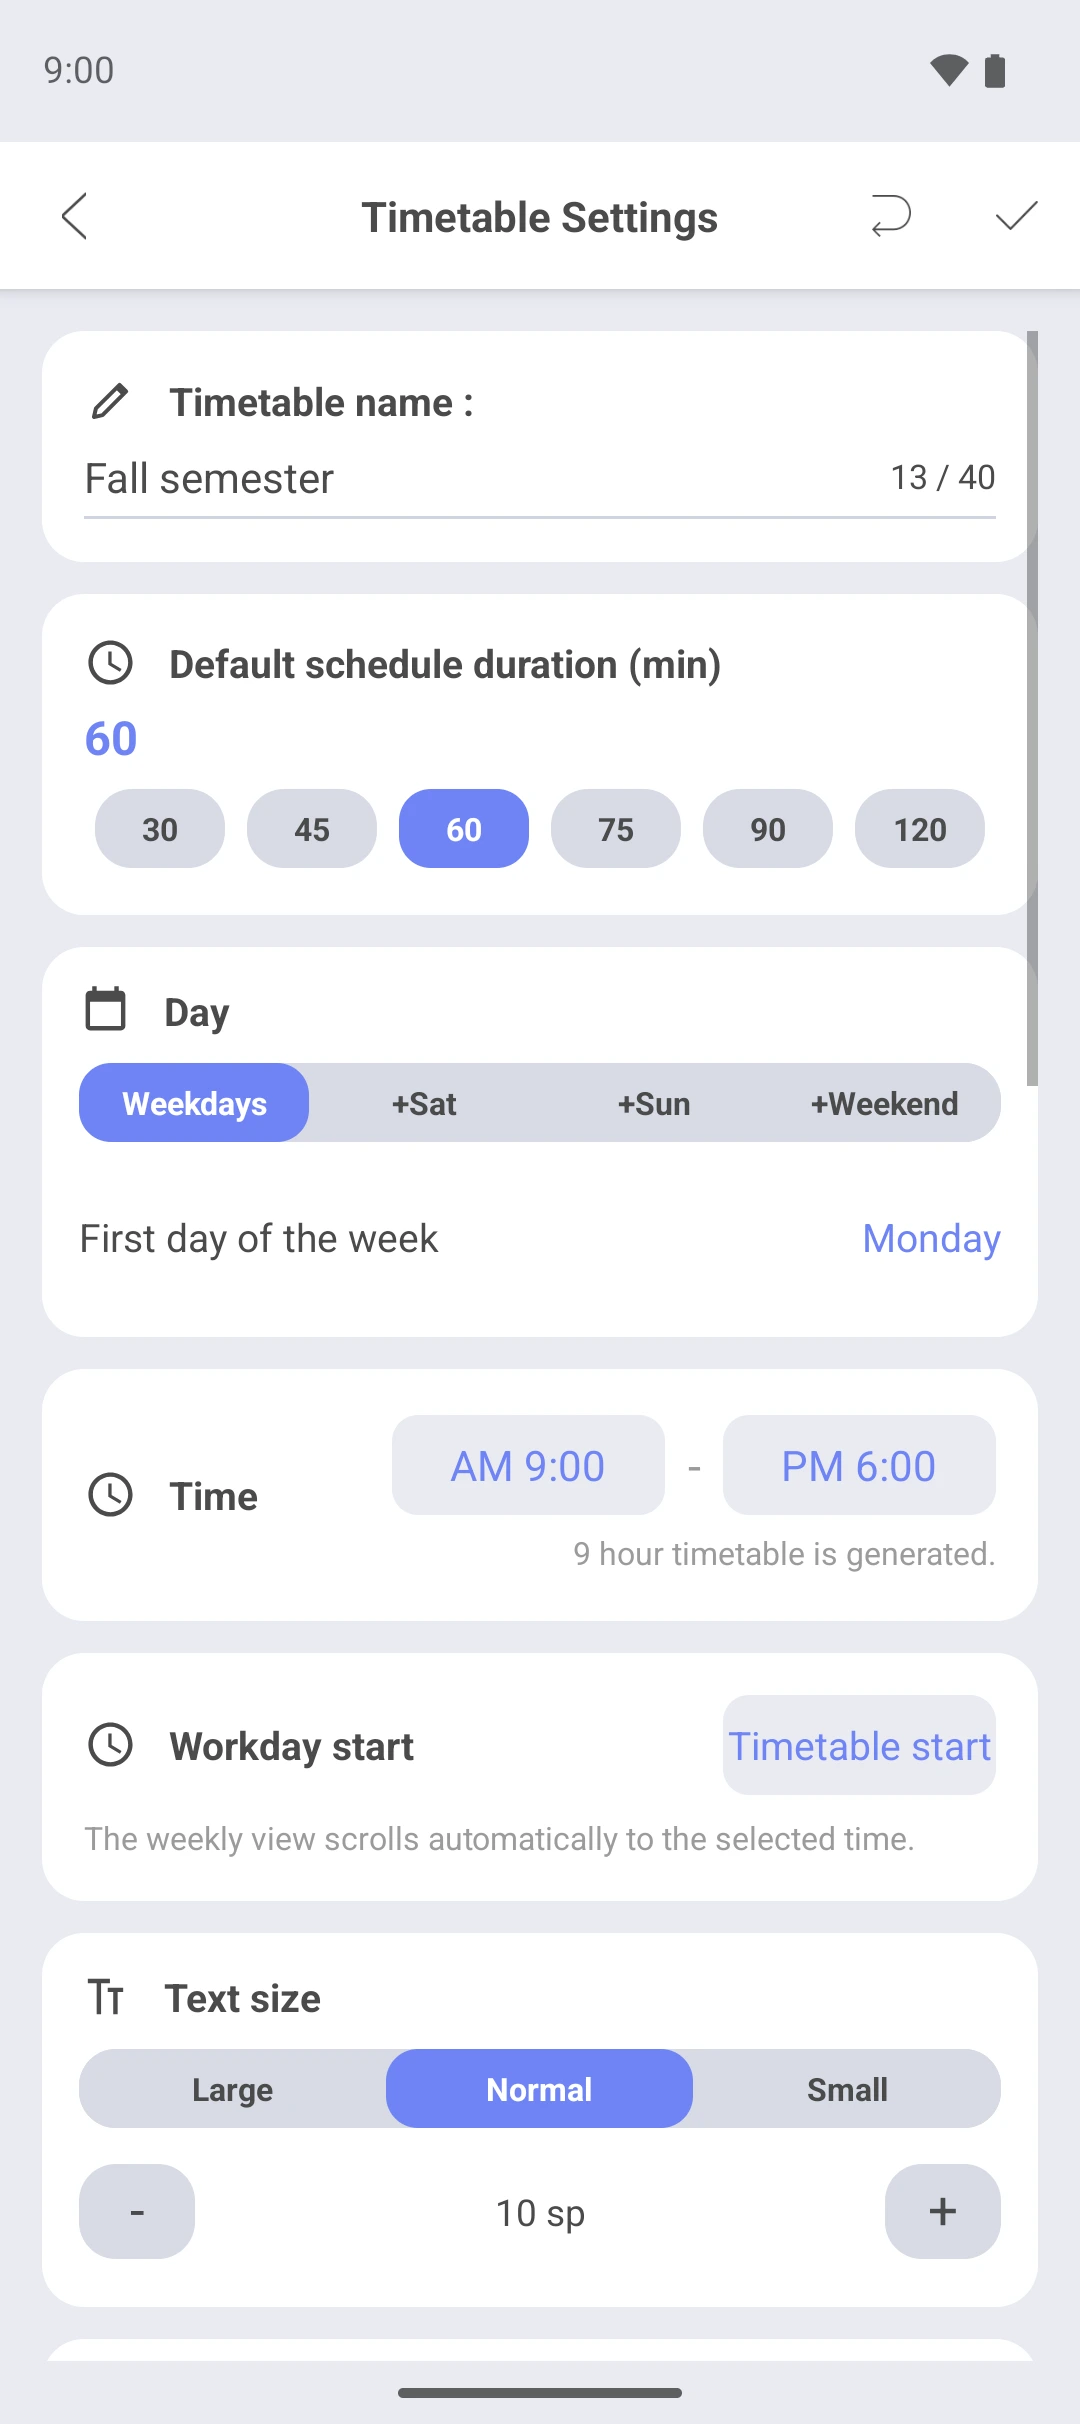 9:00
Timetable Settings
Timetable name :
Fall semester 13 / 40
Default schedule duration (min)
60
30 45 60 75 90 120
Day
Weekdays +Sat +Sun +Weekend
First day of the week Monday
Time AM 9:00 - PM 6:00
9 hour timetable is generated.
Workday start Timetable start
The weekly view scrolls automatically to the selected time.
Text size
Large Normal Small
- 10 sp +